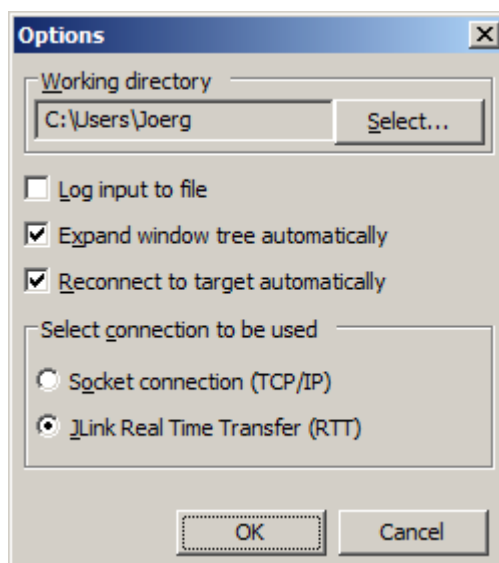 Options
Working directory
C:\Users\Joerg
Select...
Log input to file
Expand window tree automatically
Reconnect to target automatically
Select connection to be used
Socket connection (TCP/IP)
JLink Real Time Transfer (RTT)
OK
Cancel